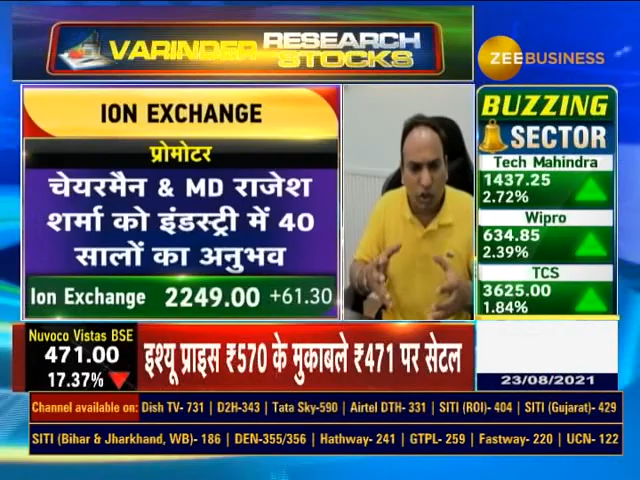 VARINDER RESEARCH STOCKS
ZEE BUSINESS
ION EXCHANGE
प्रोमोटर
चेयरमैन & MD राजेश
शर्मा को इंडस्ट्री में 40
सालों का अनुभव
Ion Exchange 2249.00 +61.30
BUZZING
SECTOR
Tech Mahindra
1437.25
2.72%
Wipro
634.85
2.39%
TCS
3625.00
1.84%
Nuvoco Vistas BSE
471.00
17.37%
इश्यू प्राइस ₹570 के मुकाबले ₹471 पर सेटल
23/08/2021
Channel available on: Dish TV- 731 | D2H-343 | Tata Sky-590 | Airtel DTH- 331 | SITI (ROI)- 404 | SITI (Gujarat)- 429
SITI (Bihar & Jharkhand, WB)- 186 | DEN-355/356 | Hathway- 241 | GTPL- 259 | Fastway- 220 | UCN- 122